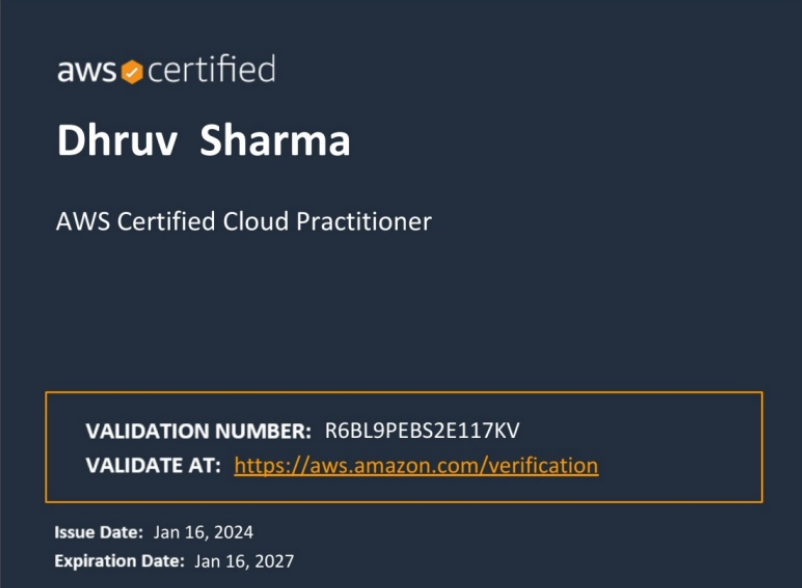 aws certified
Dhruv Sharma
AWS Certified Cloud Practitioner
VALIDATION NUMBER: R6BL9PEBS2E117KV
VALIDATE AT: https://aws.amazon.com/verification
Issue Date: Jan 16, 2024
Expiration Date: Jan 16, 2027